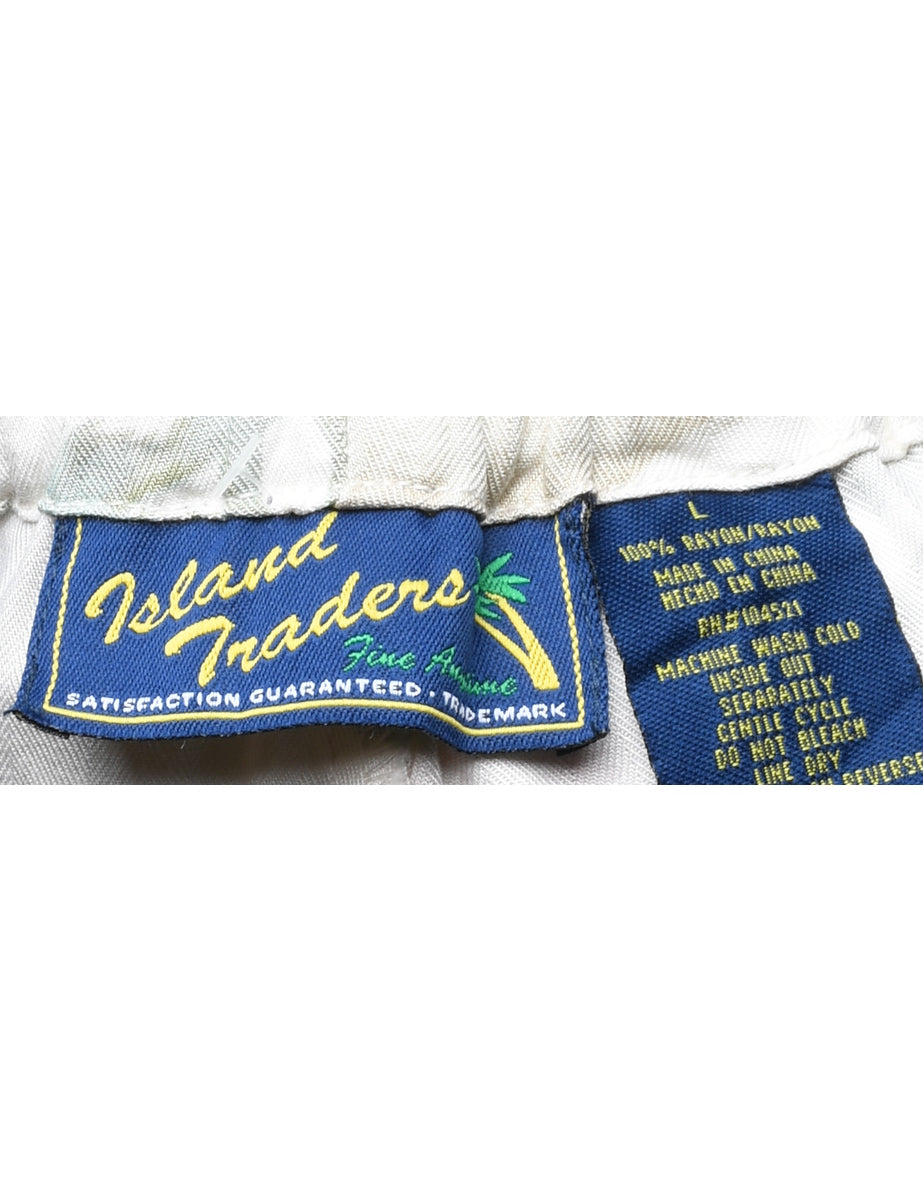 Island
Traders
Fine
SATISFACTION GUARANTEED · TRADEMARK
L
100% RAYON/RAYON
MADE IN CHINA
HECHO EN CHINA
RN#104521
MACHINE WASH COLD
INSIDE OUT
SEPARATELY
GENTLE CYCLE
DO NOT BLEACH
LINE DRY
REVERSE